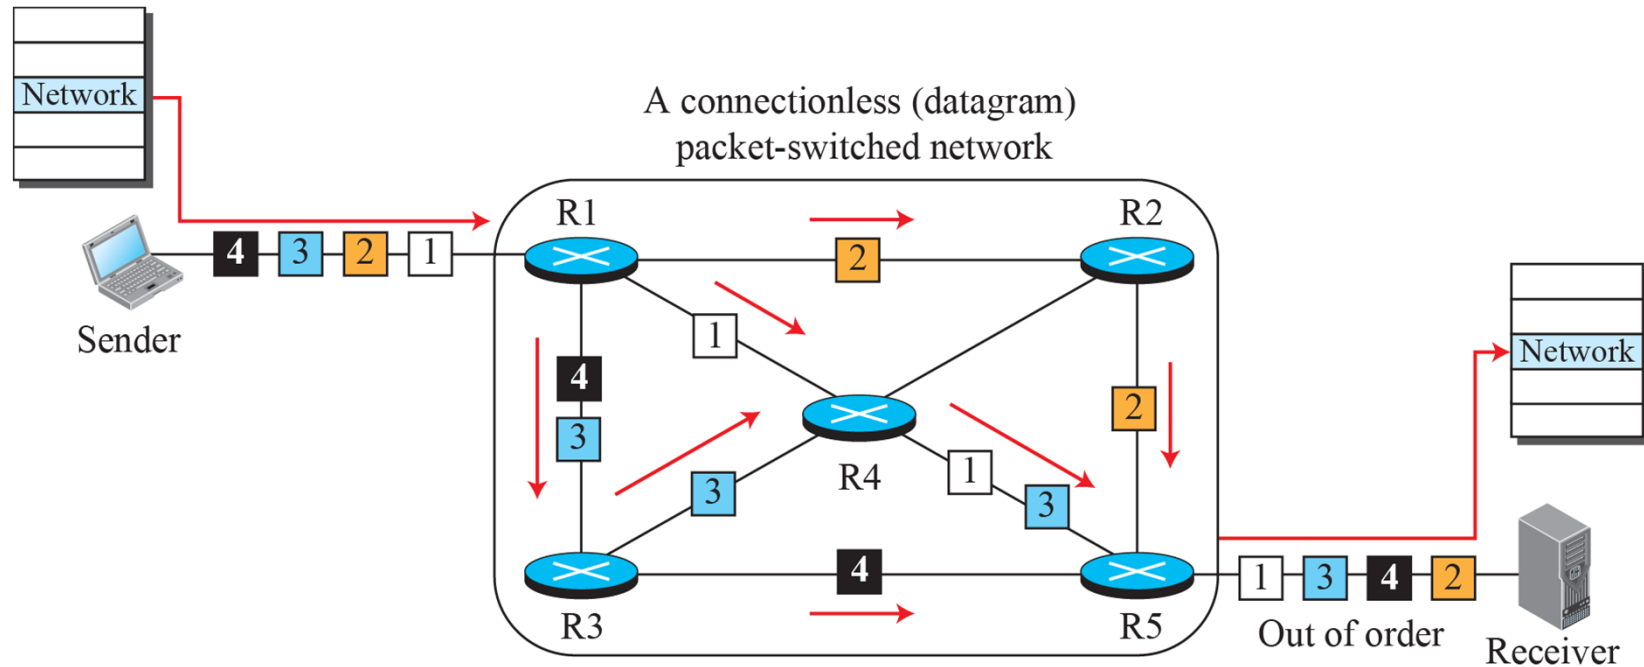 Network
A connectionless (datagram)
packet-switched network
R1
R2
4 3 2 1
2
Sender
1
4
3
2
Network
R4
3
1
3
4
R3
R5
1 3 4 2
Out of order
Receiver